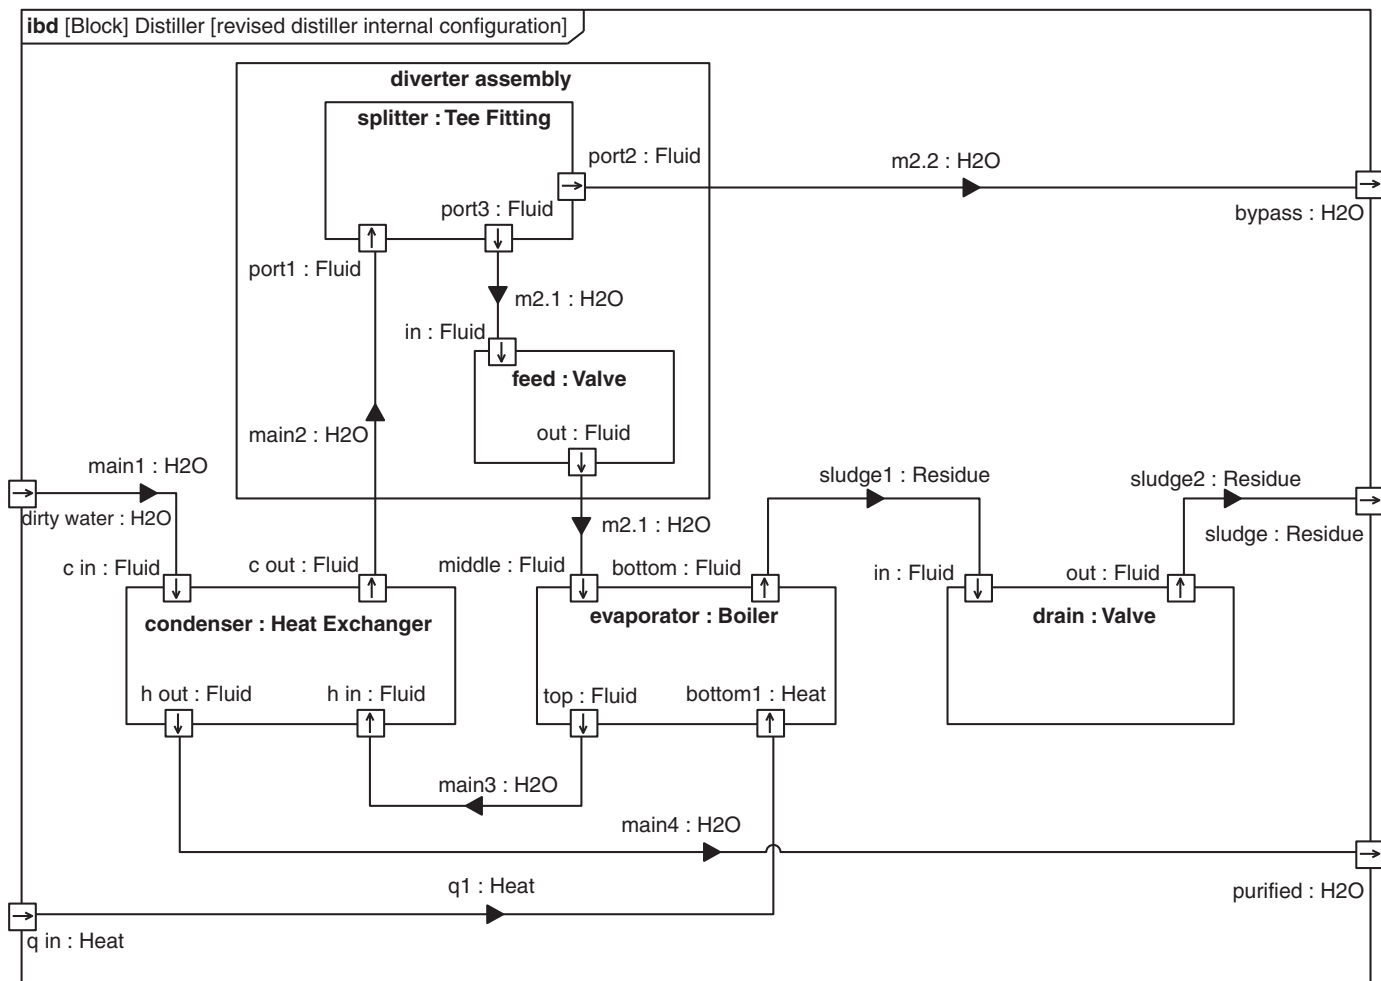 ibd [Block] Distiller [revised distiller internal configuration]
diverter assembly
splitter : Tee Fitting
port2 : Fluid
m2.2 : H2O
port3 : Fluid
bypass : H2O
port1 : Fluid
m2.1 : H2O
in : Fluid
feed : Valve
main2 : H2O
out : Fluid
main1 : H2O
sludge1 : Residue
sludge2 : Residue
dirty water : H2O
m2.1 : H2O
sludge : Residue
c in : Fluid
c out : Fluid
middle : Fluid
bottom : Fluid
in : Fluid
out : Fluid
condenser : Heat Exchanger
evaporator : Boiler
drain : Valve
h out : Fluid
h in : Fluid
top : Fluid
bottom1 : Heat
main3 : H2O
main4 : H2O
q1 : Heat
purified : H2O
q in : Heat